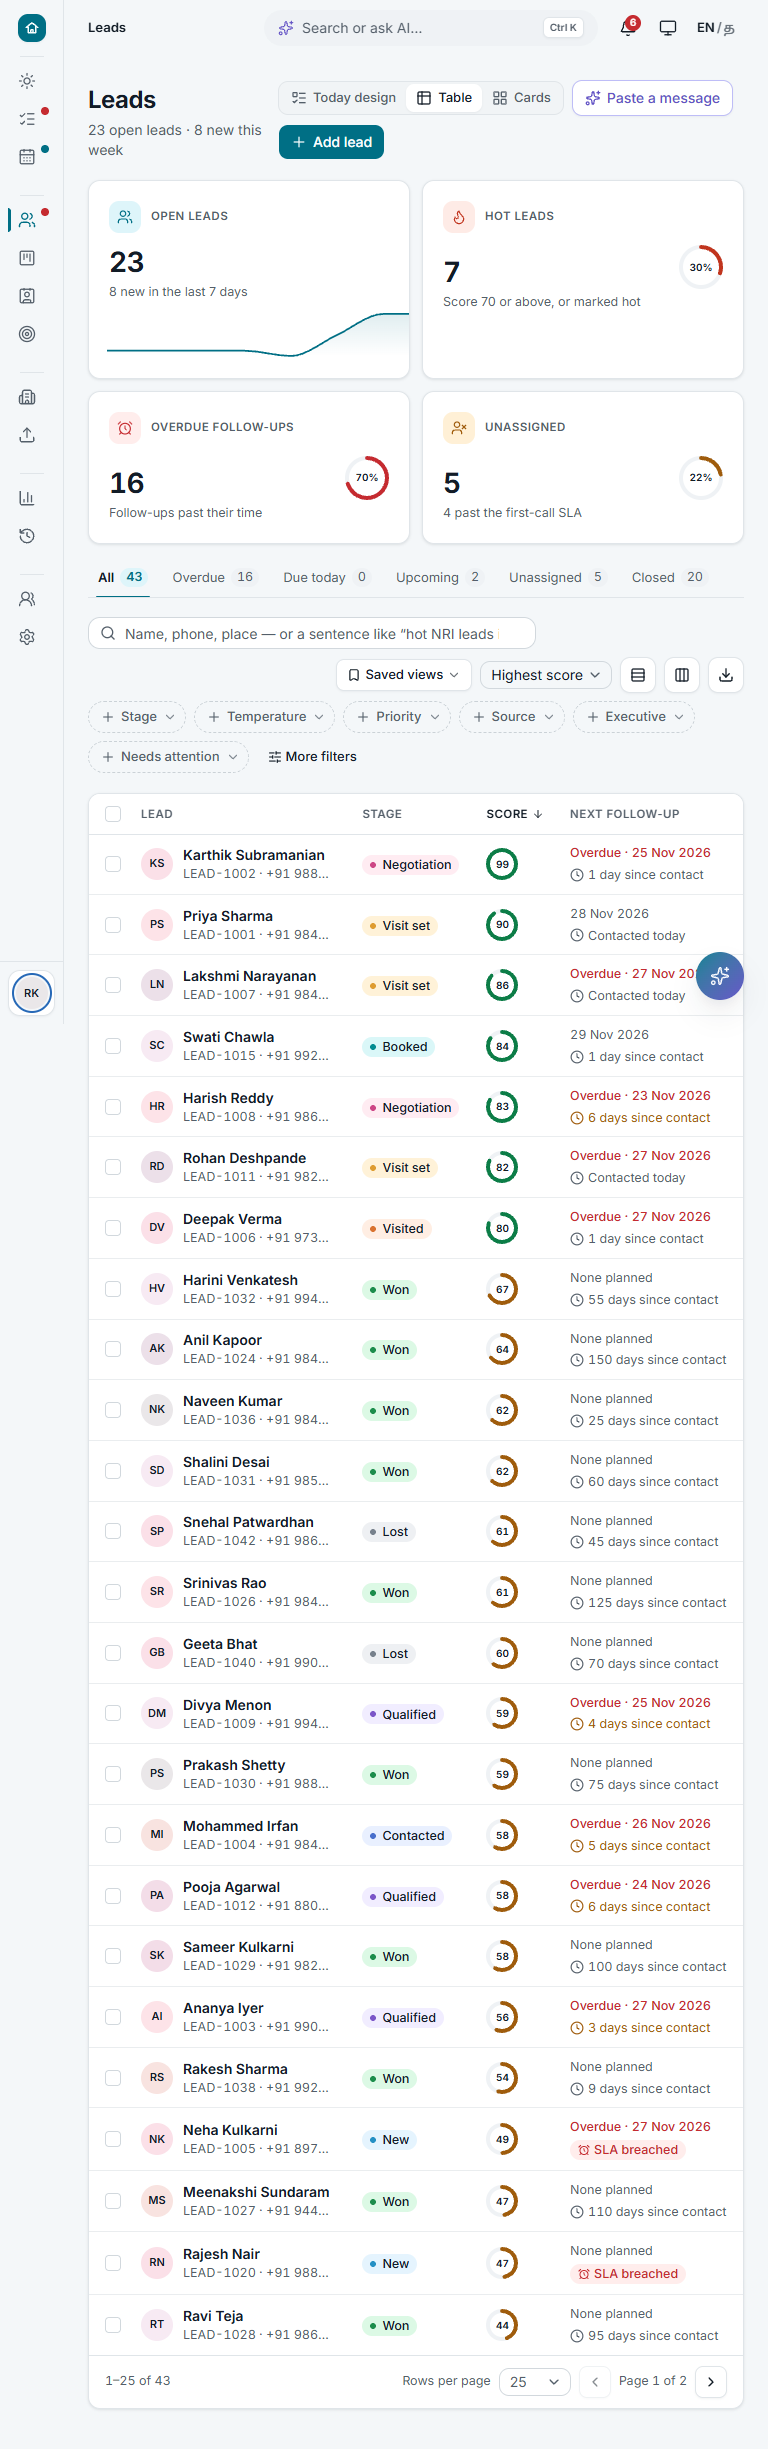 Leads
Search or ask AI...
Ctrl K
6
EN / த
Leads
23 open leads · 8 new this week
Today design
Table
Cards
Paste a message
Add lead
OPEN LEADS
23
8 new in the last 7 days
HOT LEADS
7
Score 70 or above, or marked hot
30%
OVERDUE FOLLOW-UPS
16
Follow-ups past their time
70%
UNASSIGNED
5
4 past the first-call SLA
22%
All 43
Overdue 16
Due today 0
Upcoming 2
Unassigned 5
Closed 20
Name, phone, place — or a sentence like “hot NRI leads
Saved views
Highest score
Stage
Temperature
Priority
Source
Executive
Needs attention
More filters
LEAD STAGE SCORE ↓ NEXT FOLLOW-UP
KS Karthik Subramanian Negotiation 99 Overdue · 25 Nov 2026
LEAD-1002 · +91 988... 1 day since contact
PS Priya Sharma Visit set 90 28 Nov 2026
LEAD-1001 · +91 984... Contacted today
LN Lakshmi Narayanan Visit set 86 Overdue · 27 Nov 20
LEAD-1007 · +91 984... Contacted today
SC Swati Chawla Booked 84 29 Nov 2026
LEAD-1015 · +91 992... 1 day since contact
HR Harish Reddy Negotiation 83 Overdue · 23 Nov 2026
LEAD-1008 · +91 986... 6 days since contact
RD Rohan Deshpande Visit set 82 Overdue · 27 Nov 2026
LEAD-1011 · +91 982... Contacted today
DV Deepak Verma Visited 80 Overdue · 27 Nov 2026
LEAD-1006 · +91 973... 1 day since contact
HV Harini Venkatesh Won 67 None planned
LEAD-1032 · +91 994... 55 days since contact
AK Anil Kapoor Won 64 None planned
LEAD-1024 · +91 984... 150 days since contact
NK Naveen Kumar Won 62 None planned
LEAD-1036 · +91 984... 25 days since contact
SD Shalini Desai Won 62 None planned
LEAD-1031 · +91 985... 60 days since contact
SP Snehal Patwardhan Lost 61 None planned
LEAD-1042 · +91 986... 45 days since contact
SR Srinivas Rao Won 61 None planned
LEAD-1026 · +91 984... 125 days since contact
GB Geeta Bhat Lost 60 None planned
LEAD-1040 · +91 990... 70 days since contact
DM Divya Menon Qualified 59 Overdue · 25 Nov 2026
LEAD-1009 · +91 994... 4 days since contact
PS Prakash Shetty Won 59 None planned
LEAD-1030 · +91 988... 75 days since contact
MI Mohammed Irfan Contacted 58 Overdue · 26 Nov 2026
LEAD-1004 · +91 984... 5 days since contact
PA Pooja Agarwal Qualified 58 Overdue · 24 Nov 2026
LEAD-1012 · +91 880... 6 days since contact
SK Sameer Kulkarni Won 58 None planned
LEAD-1029 · +91 982... 100 days since contact
AI Ananya Iyer Qualified 56 Overdue · 27 Nov 2026
LEAD-1003 · +91 990... 3 days since contact
RS Rakesh Sharma Won 54 None planned
LEAD-1038 · +91 992... 9 days since contact
NK Neha Kulkarni New 49 Overdue · 27 Nov 2026
LEAD-1005 · +91 897... SLA breached
MS Meenakshi Sundaram Won 47 None planned
LEAD-1027 · +91 944... 110 days since contact
RN Rajesh Nair New 47 None planned
LEAD-1020 · +91 988... SLA breached
RT Ravi Teja Won 44 None planned
LEAD-1028 · +91 986... 95 days since contact
1–25 of 43 Rows per page 25 Page 1 of 2
RK